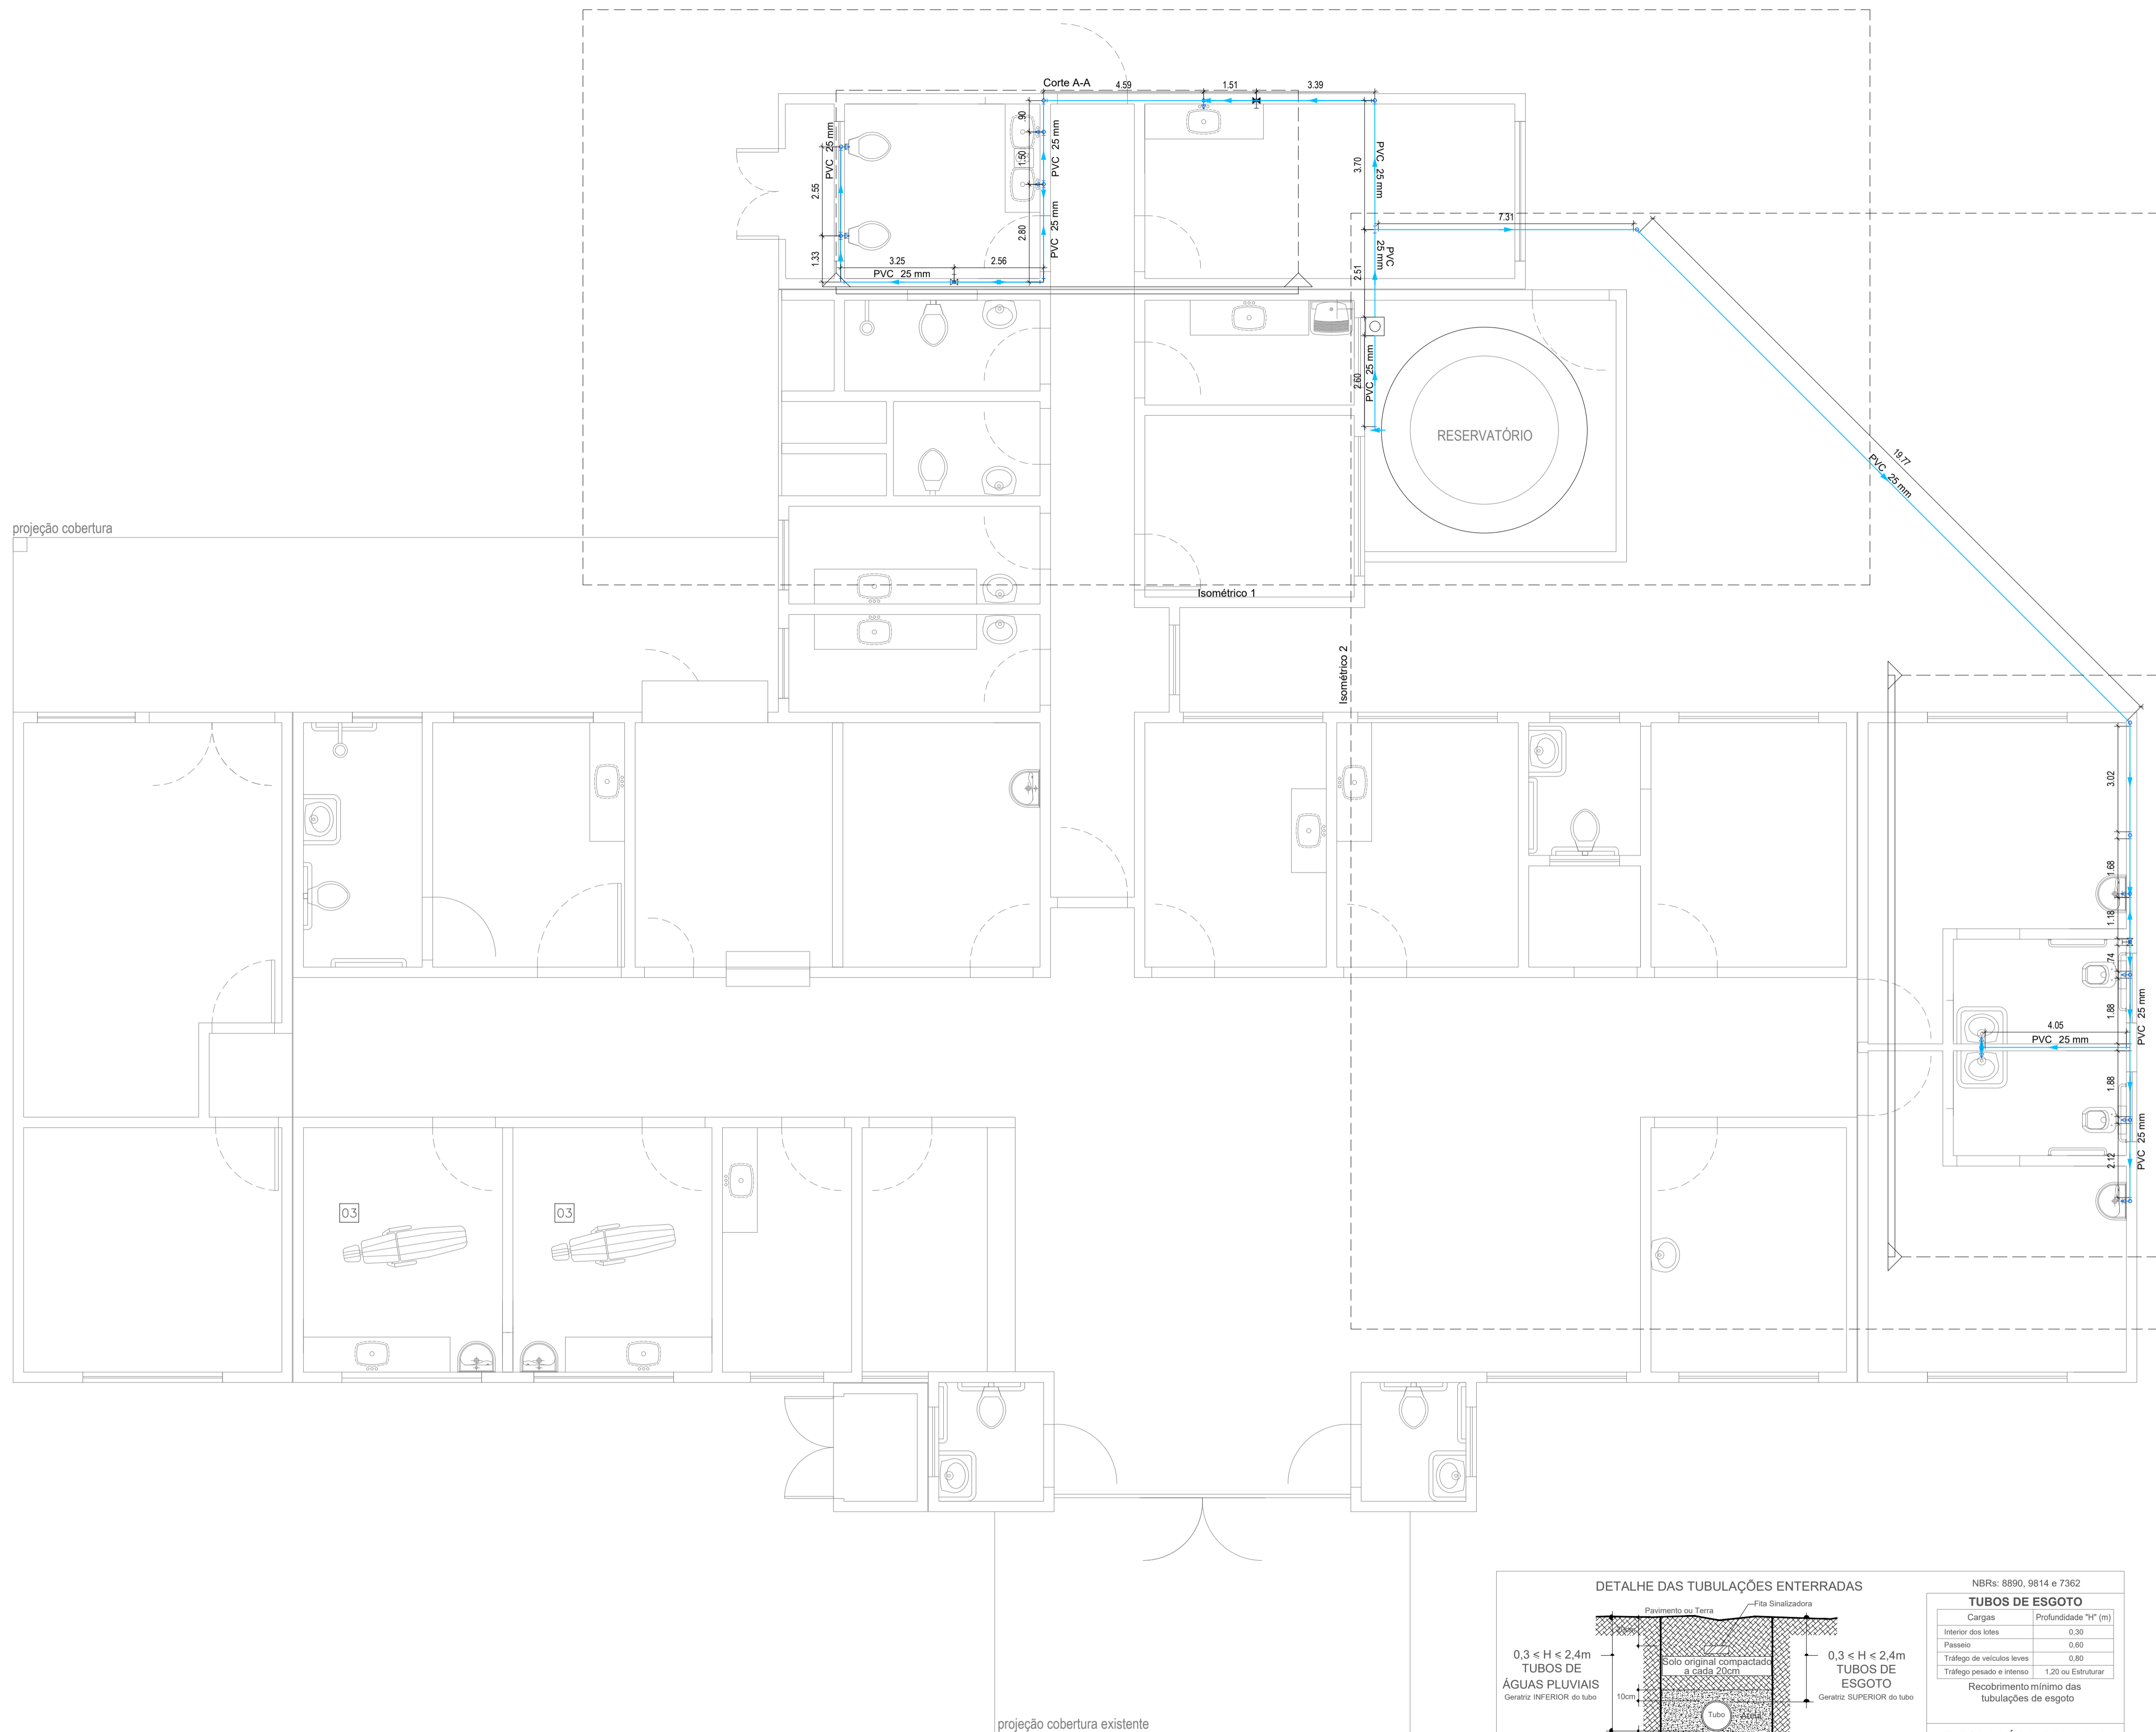 Corte A-A
4.59
1.51
3.39
.90
1.50
2.80
PVC 25 mm
PVC 25 mm
PVC 25 mm
2.55
1.33
3.25
2.56
PVC 25 mm
3.70
PVC 25 mm
7.31
PVC
25 mm
2.51
2.60
PVC 25 mm
RESERVATÓRIO
19.77
PVC 25 mm
projeção cobertura
Isométrico 1
Isométrico 2
3.02
1.68
1.18
.74
1.88
4.05
PVC 25 mm
PVC 25 mm
1.88
PVC 25 mm
2.12
03
03
DETALHE DAS TUBULAÇÕES ENTERRADAS
Pavimento ou Terra
Fita Sinalizadora
0,3 ≤ H ≤ 2,4m
TUBOS DE
ÁGUAS PLUVIAIS
Geratriz INFERIOR do tubo
Solo original compactado
a cada 20cm
10cm
Tubo
Areia
0,3 ≤ H ≤ 2,4m
TUBOS DE
ESGOTO
Geratriz SUPERIOR do tubo
NBRs: 8890, 9814 e 7362
TUBOS DE ESGOTO
Cargas Profundidade "H" (m)
Interior dos lotes 0,30
Passeio 0,60
Tráfego de veículos leves 0,80
Tráfego pesado e intenso 1,20 ou Estruturar
Recobrimento mínimo das
tubulações de esgoto
projeção cobertura existente